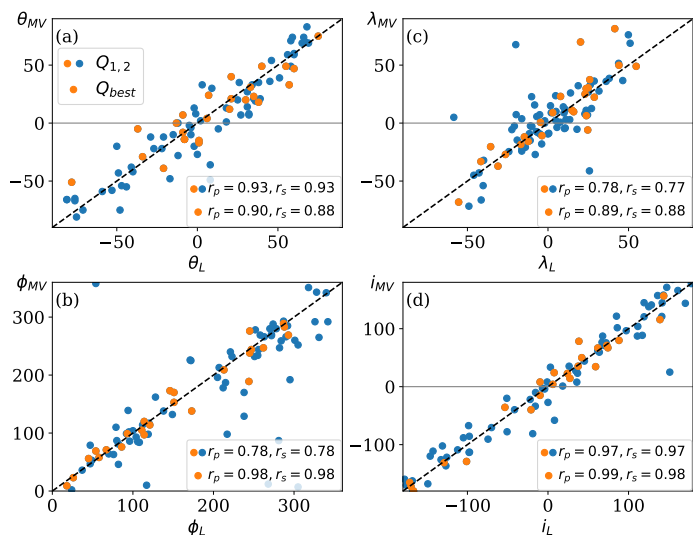 θ_MV
(a)
Q_1,2
Q_best
50
0
−50
r_p = 0.93, r_s = 0.93
r_p = 0.90, r_s = 0.88
−50 0 50
θ_L
λ_MV
(c)
50
0
−50
r_p = 0.78, r_s = 0.77
r_p = 0.89, r_s = 0.88
−50 0 50
λ_L
ϕ_MV
(b)
300
200
100
0
r_p = 0.78, r_s = 0.78
r_p = 0.98, r_s = 0.98
0 100 200 300
ϕ_L
i_MV
(d)
100
0
−100
r_p = 0.97, r_s = 0.97
r_p = 0.99, r_s = 0.98
−100 0 100
i_L